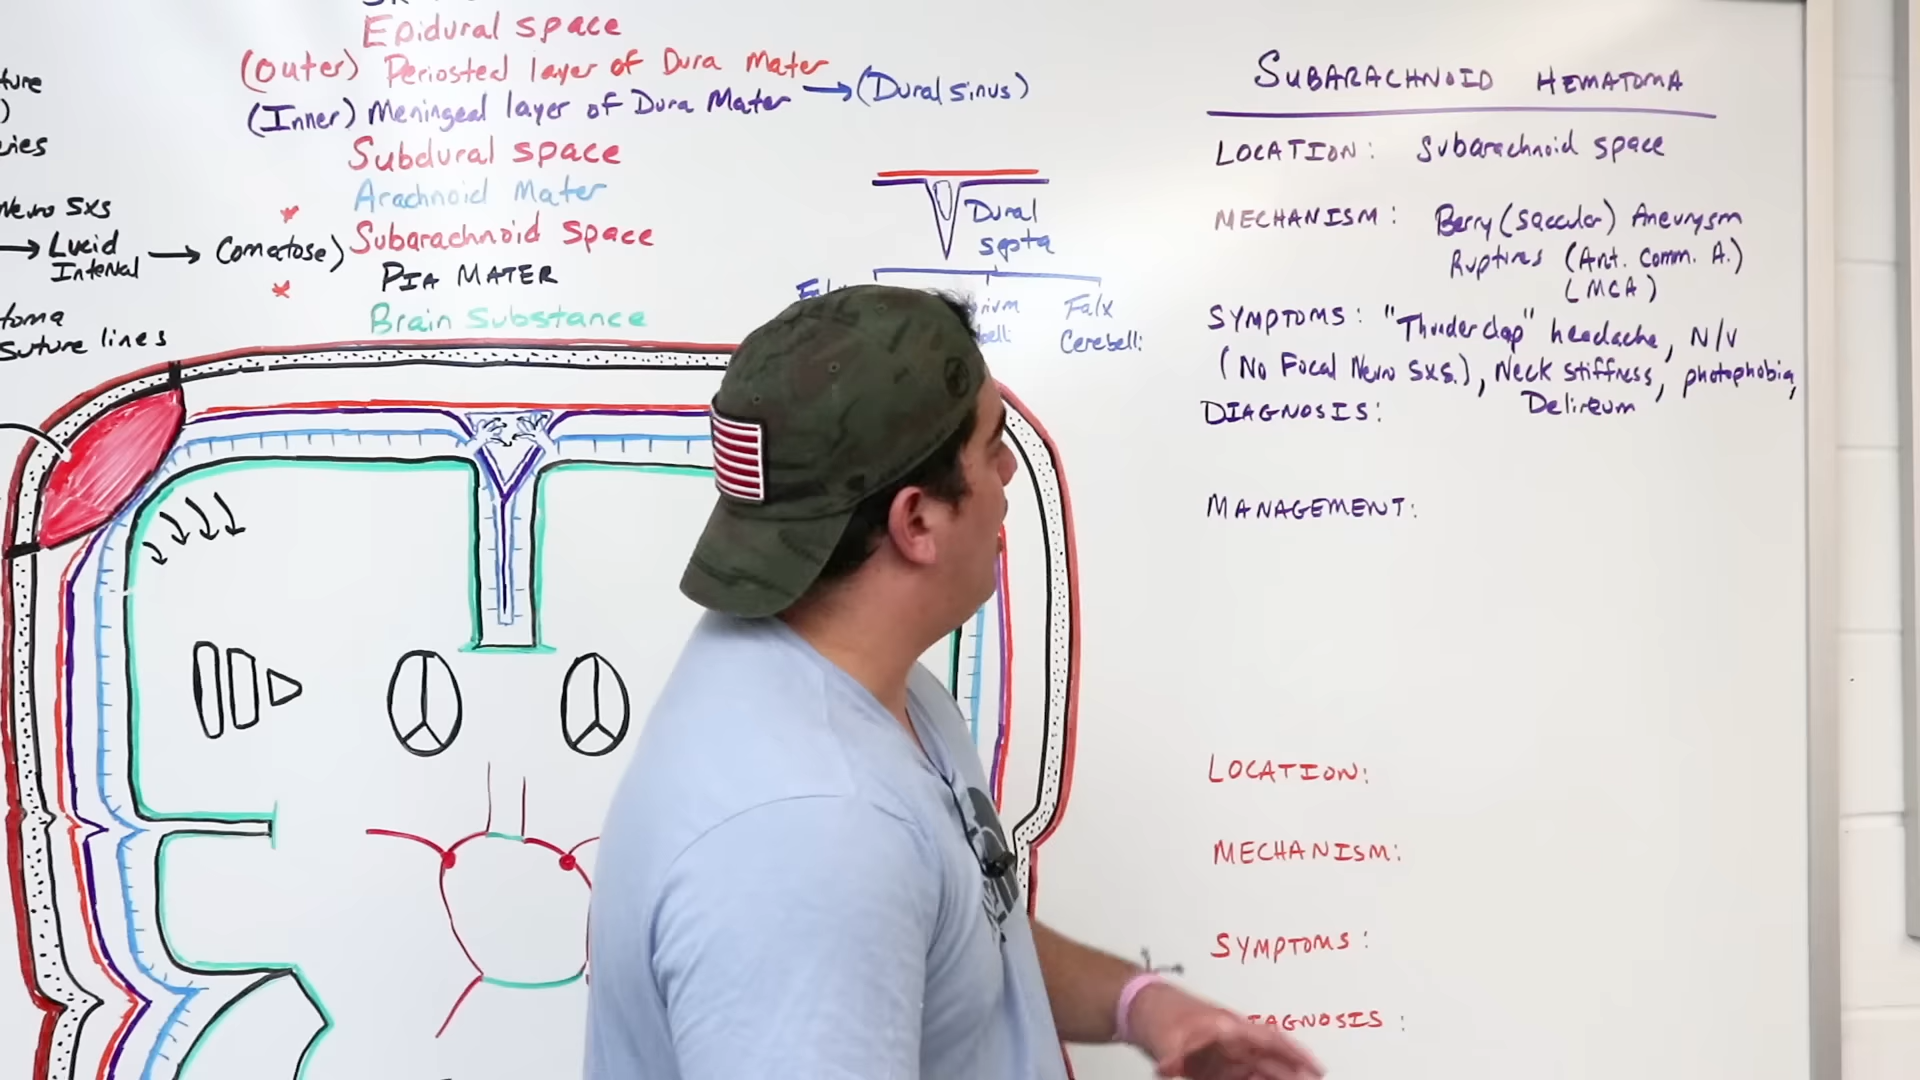 Epidural space
(Outer) Periosteal layer of Dura Mater
(Inner) Meningeal layer of Dura Mater → (Dural sinus)
Subdural space
Arachnoid Mater
Subarachnoid Space
PIA MATER
Brain Substance
Neuro SXS
→ Lucid Interval → Comatose)
Suture lines
Dural septa
Falx Cerebelli
SUBARACHNOID HEMATOMA
LOCATION: Subarachnoid space
MECHANISM: Berry (saccular) Aneurysm
Ruptures (Ant. Comm. A.)
(MCA)
SYMPTOMS: "Thunderclap" headache, N/V
(No Focal Neuro Sxs.), Neck stiffness, photophobia,
Delireum
DIAGNOSIS:
MANAGEMENT:
LOCATION:
MECHANISM:
SYMPTOMS: